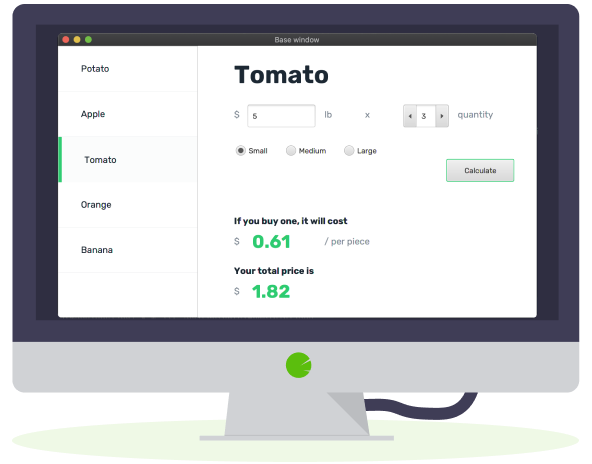 Base window
Potato
Apple
Tomato
Orange
Banana
Tomato
$ 5 lb x 3 quantity
Small Medium Large
Calculate
If you buy one, it will cost
$ 0.61 / per piece
Your total price is
$ 1.82